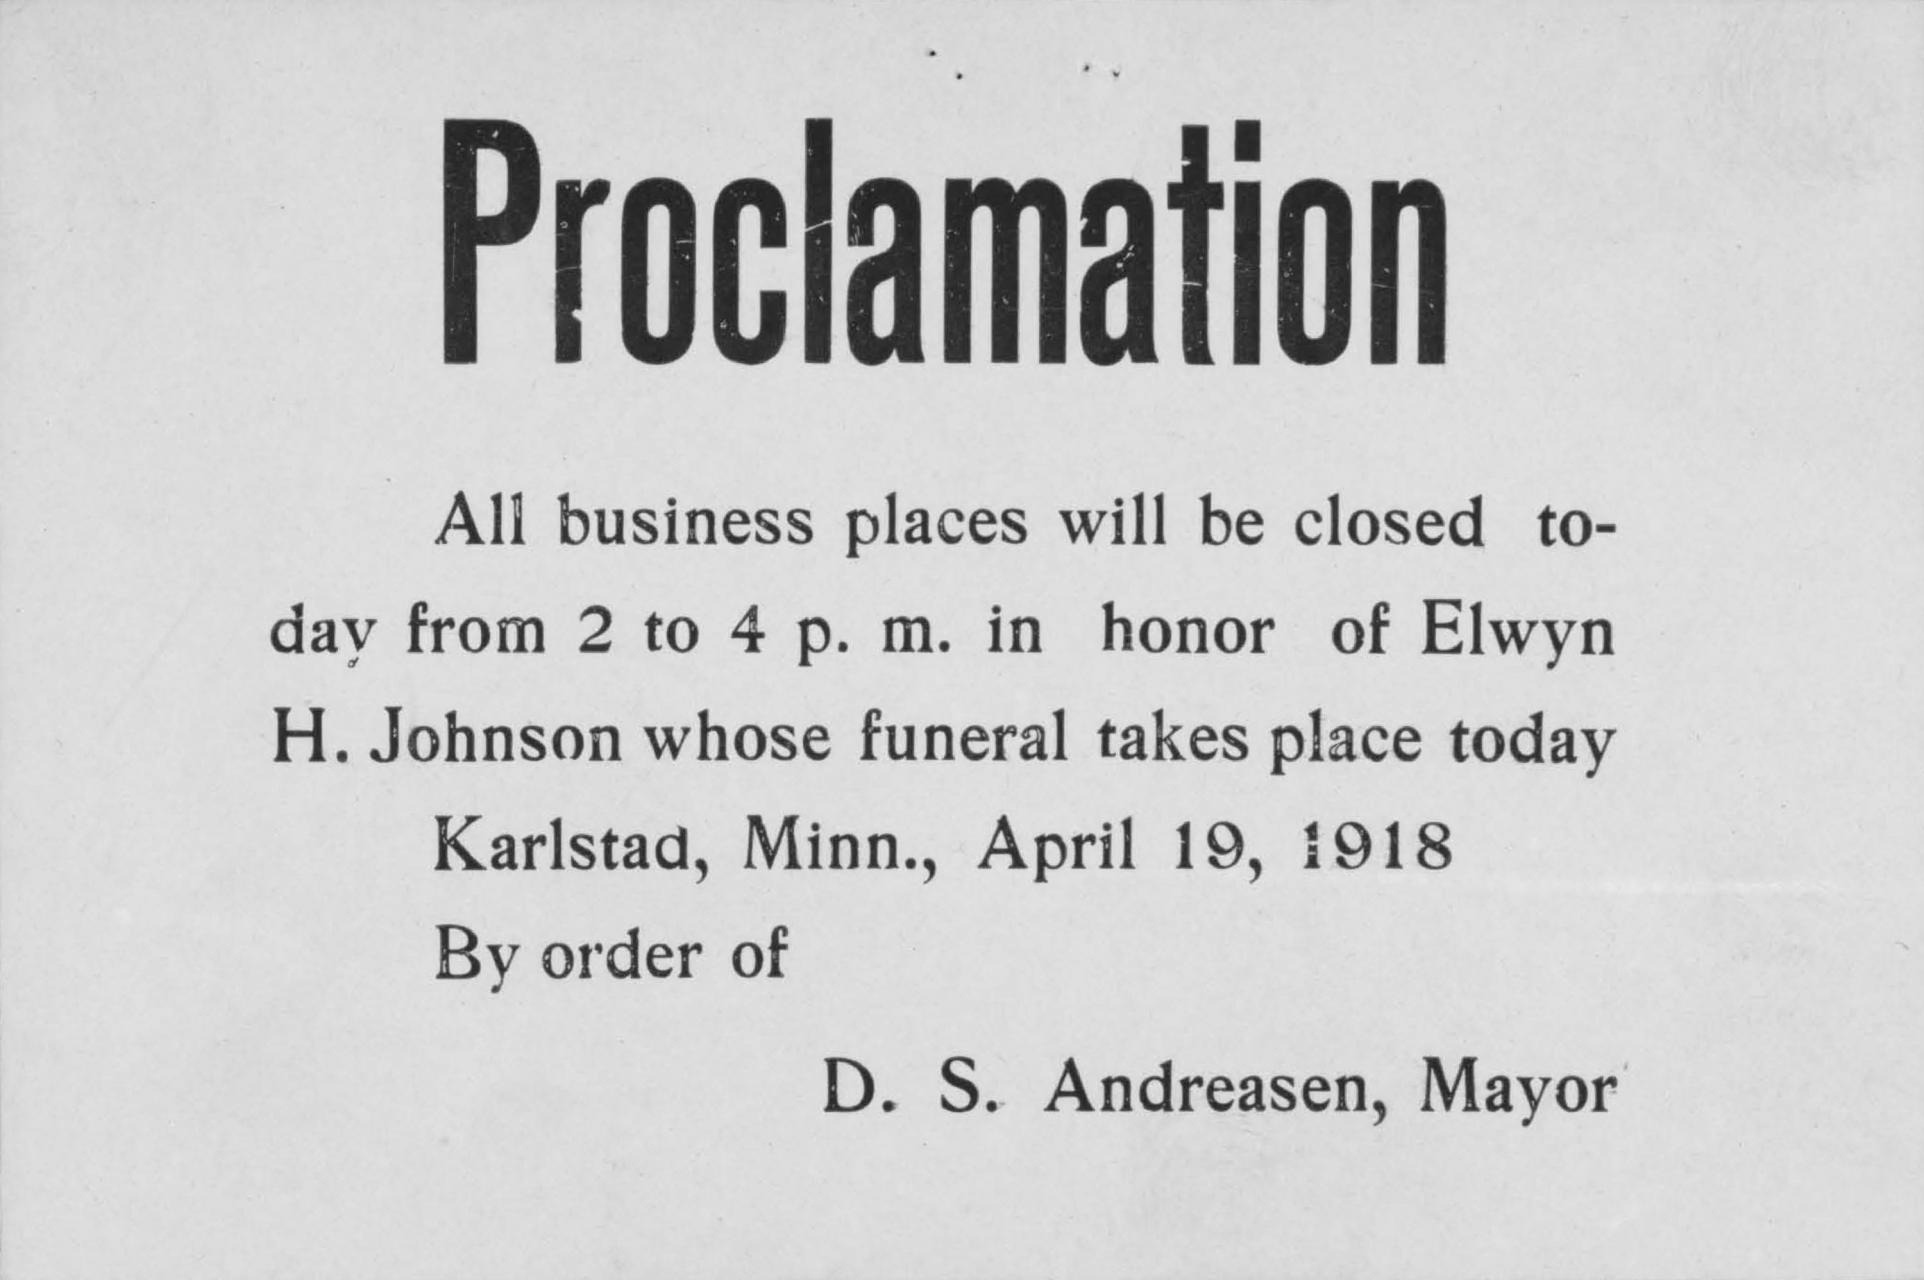 Proclamation
All business places will be closed to-
day from 2 to 4 p. m. in honor of Elwyn
H. Johnson whose funeral takes place today
Karlstad, Minn., April 19, 1918
By order of
D. S. Andreasen, Mayor